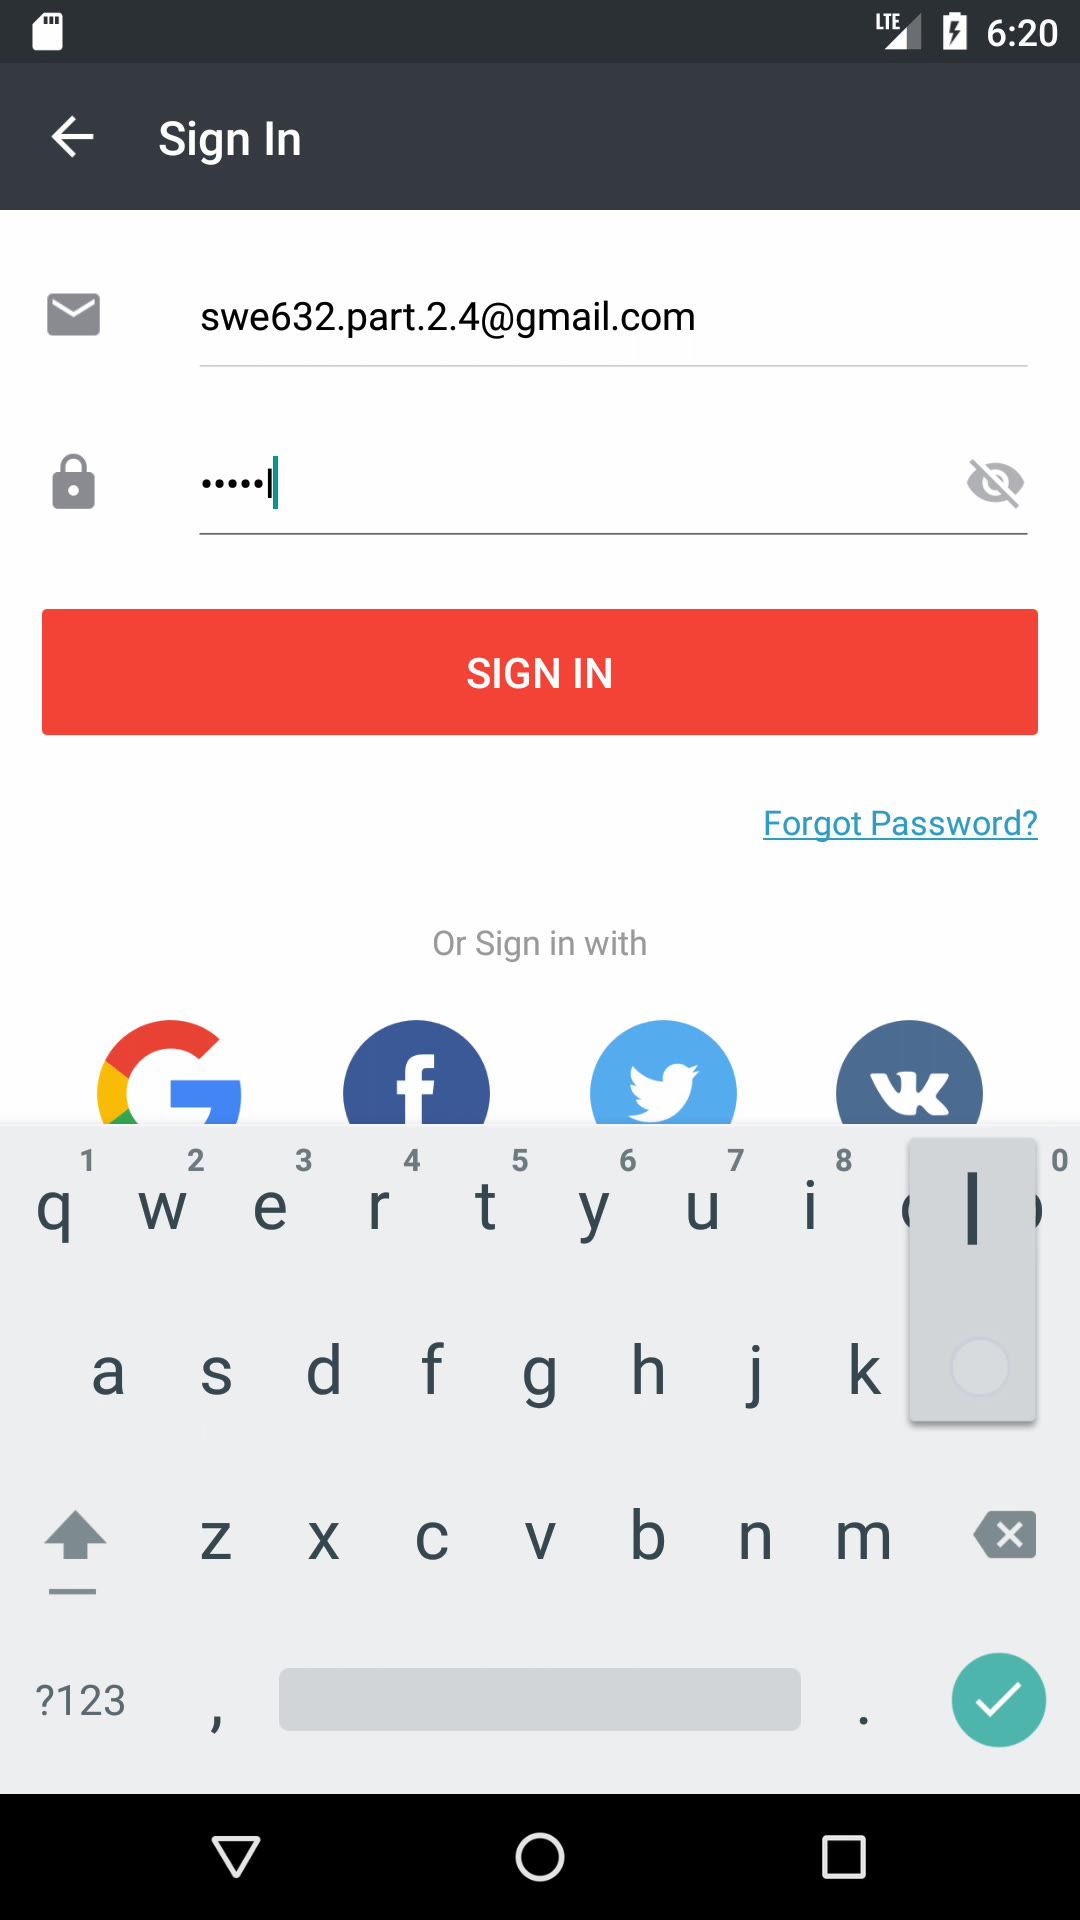 LTE 6:20
Sign In
swe632.part.2.4@gmail.com
•••••l
SIGN IN
Forgot Password?
Or Sign in with
1 2 3 4 5 6 7 8 0
q w e r t y u i l
a s d f g h j k
z x c v b n m
?123 , .